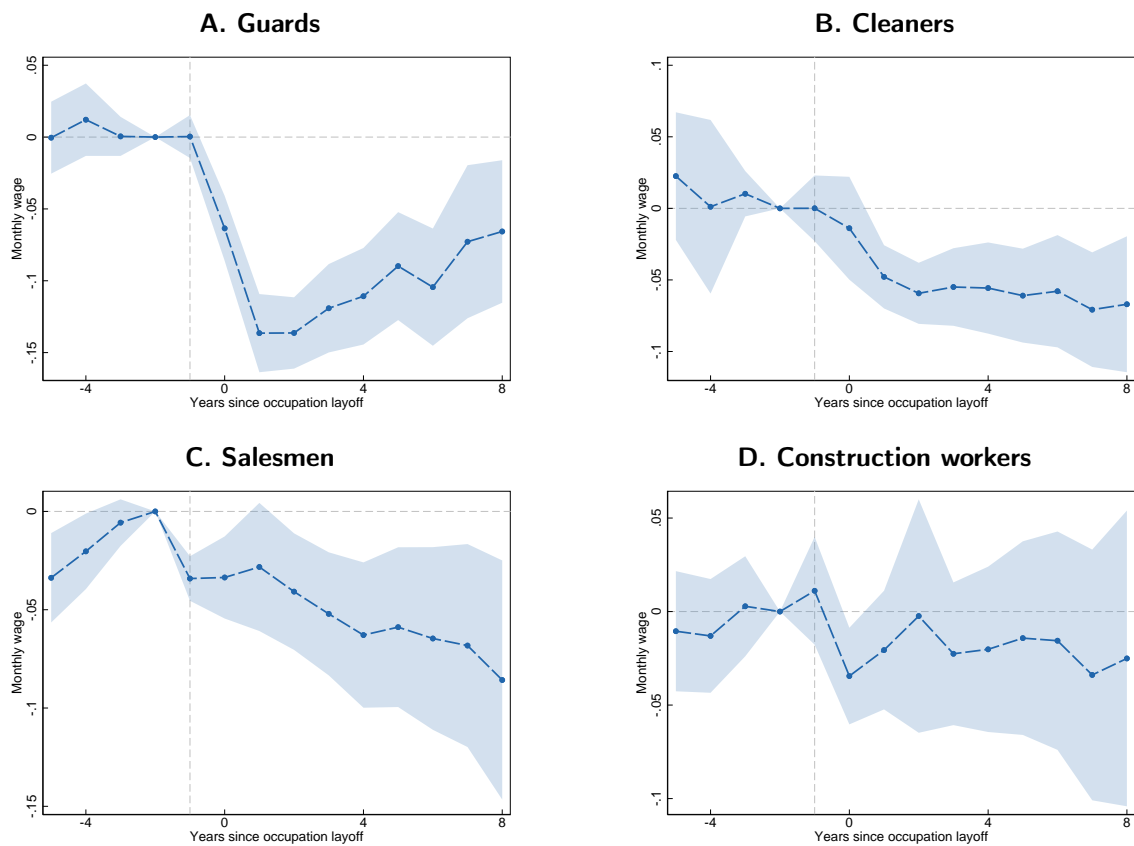 A. Guards
Monthly wage
.05
0
-.05
-.1
-.15
-4
0
4
8
Years since occupation layoff
B. Cleaners
Monthly wage
.1
.05
0
-.05
-.1
-4
0
4
8
Years since occupation layoff
C. Salesmen
Monthly wage
0
-.05
-.1
-.15
-4
0
4
8
Years since occupation layoff
D. Construction workers
Monthly wage
.05
0
-.05
-.1
-4
0
4
8
Years since occupation layoff